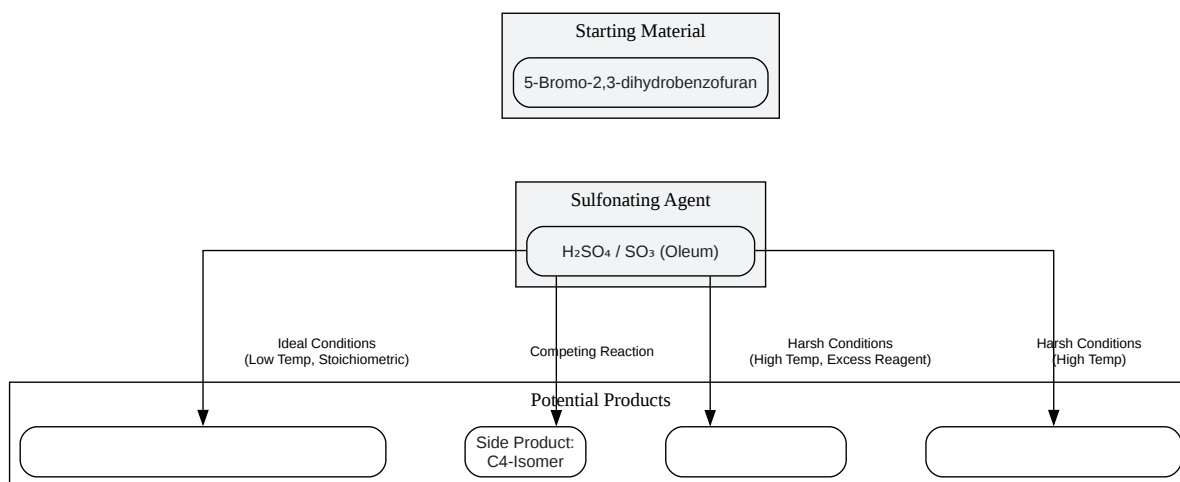 Starting Material
5-Bromo-2,3-dihydrobenzofuran
Sulfonating Agent
H₂SO₄ / SO₃ (Oleum)
Ideal Conditions
(Low Temp, Stoichiometric)
Competing Reaction
Harsh Conditions
(High Temp, Excess Reagent)
Harsh Conditions
(High Temp)
Potential Products
Side Product:
C4-Isomer